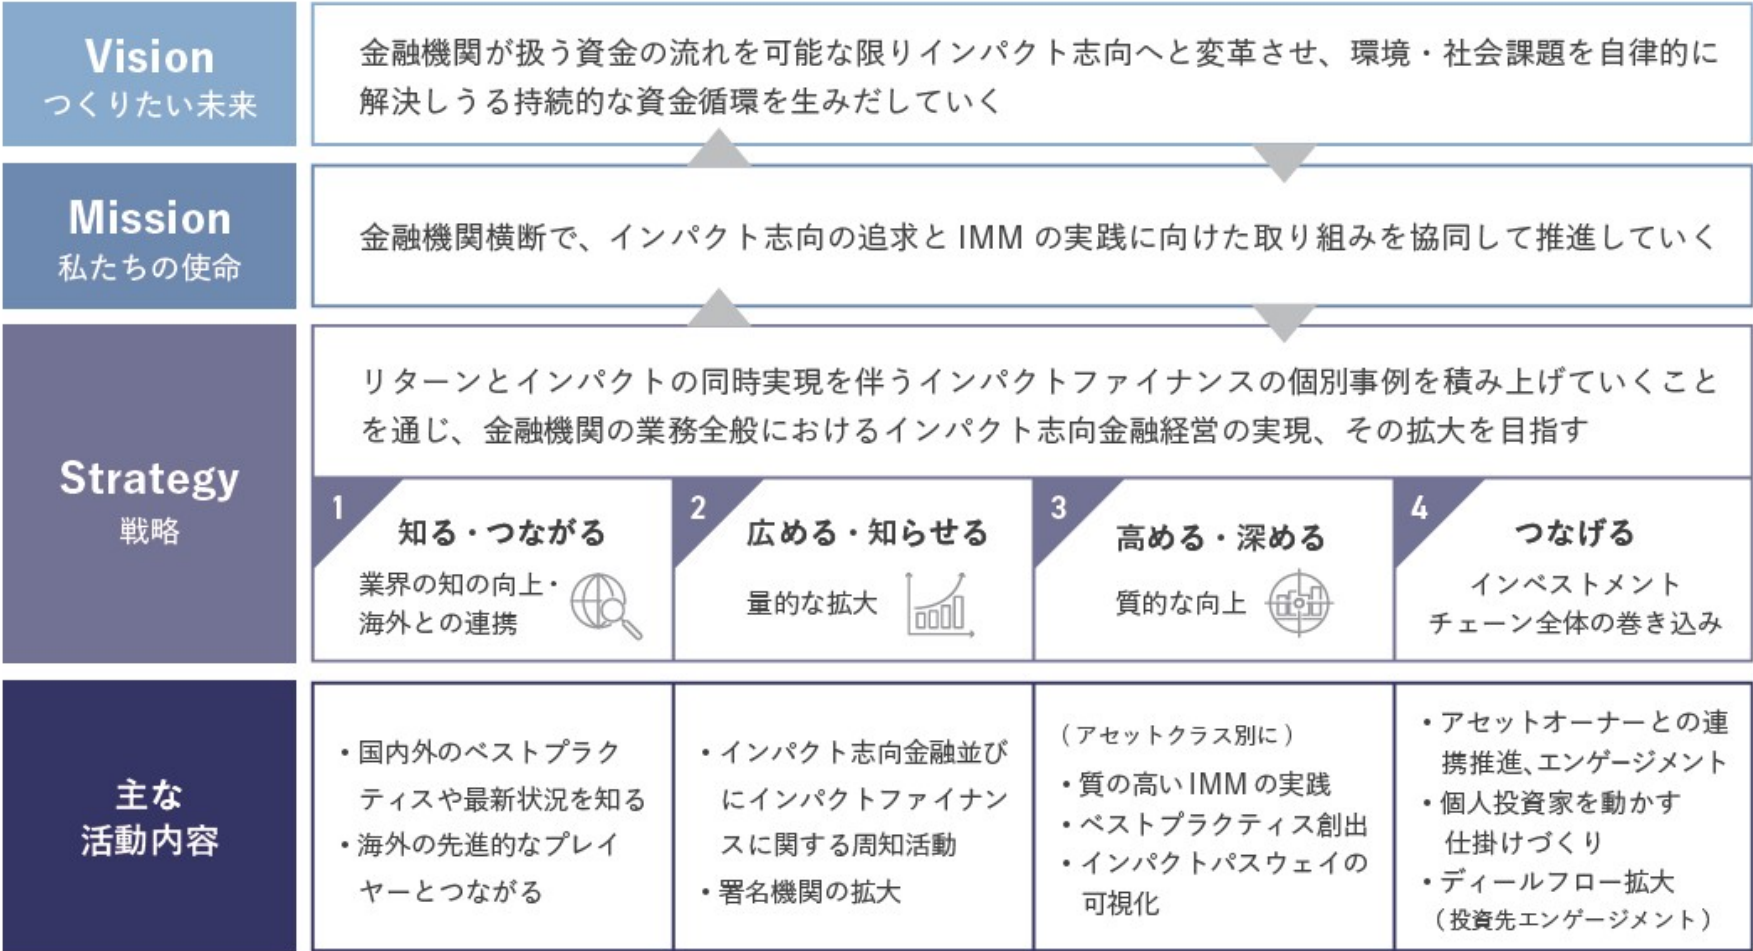 Vision
つくりたい未来
金融機関が扱う資金の流れを可能な限りインパクト志向へと変革させ、環境・社会課題を自律的に
解決しうる持続的な資金循環を生みだしていく
Mission
私たちの使命
金融機関横断で、インパクト志向の追求と IMM の実践に向けた取り組みを協同して推進していく
Strategy
戦略
リターンとインパクトの同時実現を伴うインパクトファイナンスの個別事例を積み上げていくこと
を通じ、金融機関の業務全般におけるインパクト志向金融経営の実現、その拡大を目指す
1
知る・つながる
業界の知の向上・
海外との連携
2
広める・知らせる
量的な拡大
3
高める・深める
質的な向上
4
つなげる
インベストメント
チェーン全体の巻き込み
主な
活動内容
・国内外のベストプラク
ティスや最新状況を知る
・海外の先進的なプレイ
ヤーとつながる
・インパクト志向金融並び
にインパクトファイナン
スに関する周知活動
・署名機関の拡大
（アセットクラス別に）
・質の高い IMM の実践
・ベストプラクティス創出
・インパクトパスウェイの
可視化
・アセットオーナーとの連
携推進、エンゲージメント
・個人投資家を動かす
仕掛けづくり
・ディールフロー拡大
（投資先エンゲージメント）